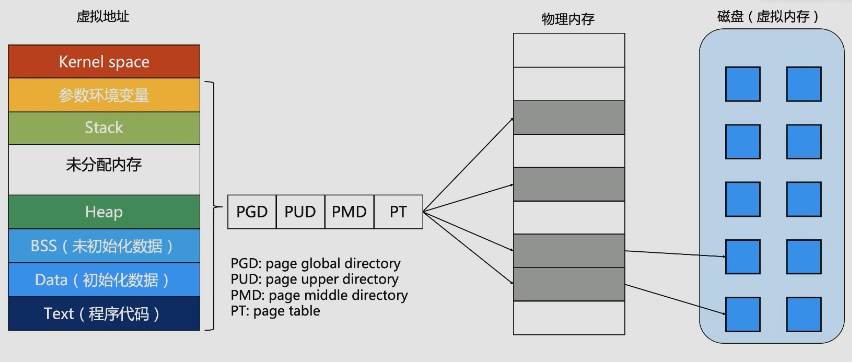 虚拟地址
物理内存
磁盘（虚拟内存）
Kernel space
参数环境变量
Stack
未分配内存
Heap
BSS（未初始化数据）
Data（初始化数据）
Text（程序代码）
PGD
PUD
PMD
PT
PGD: page global directory
PUD: page upper directory
PMD: page middle directory
PT: page table